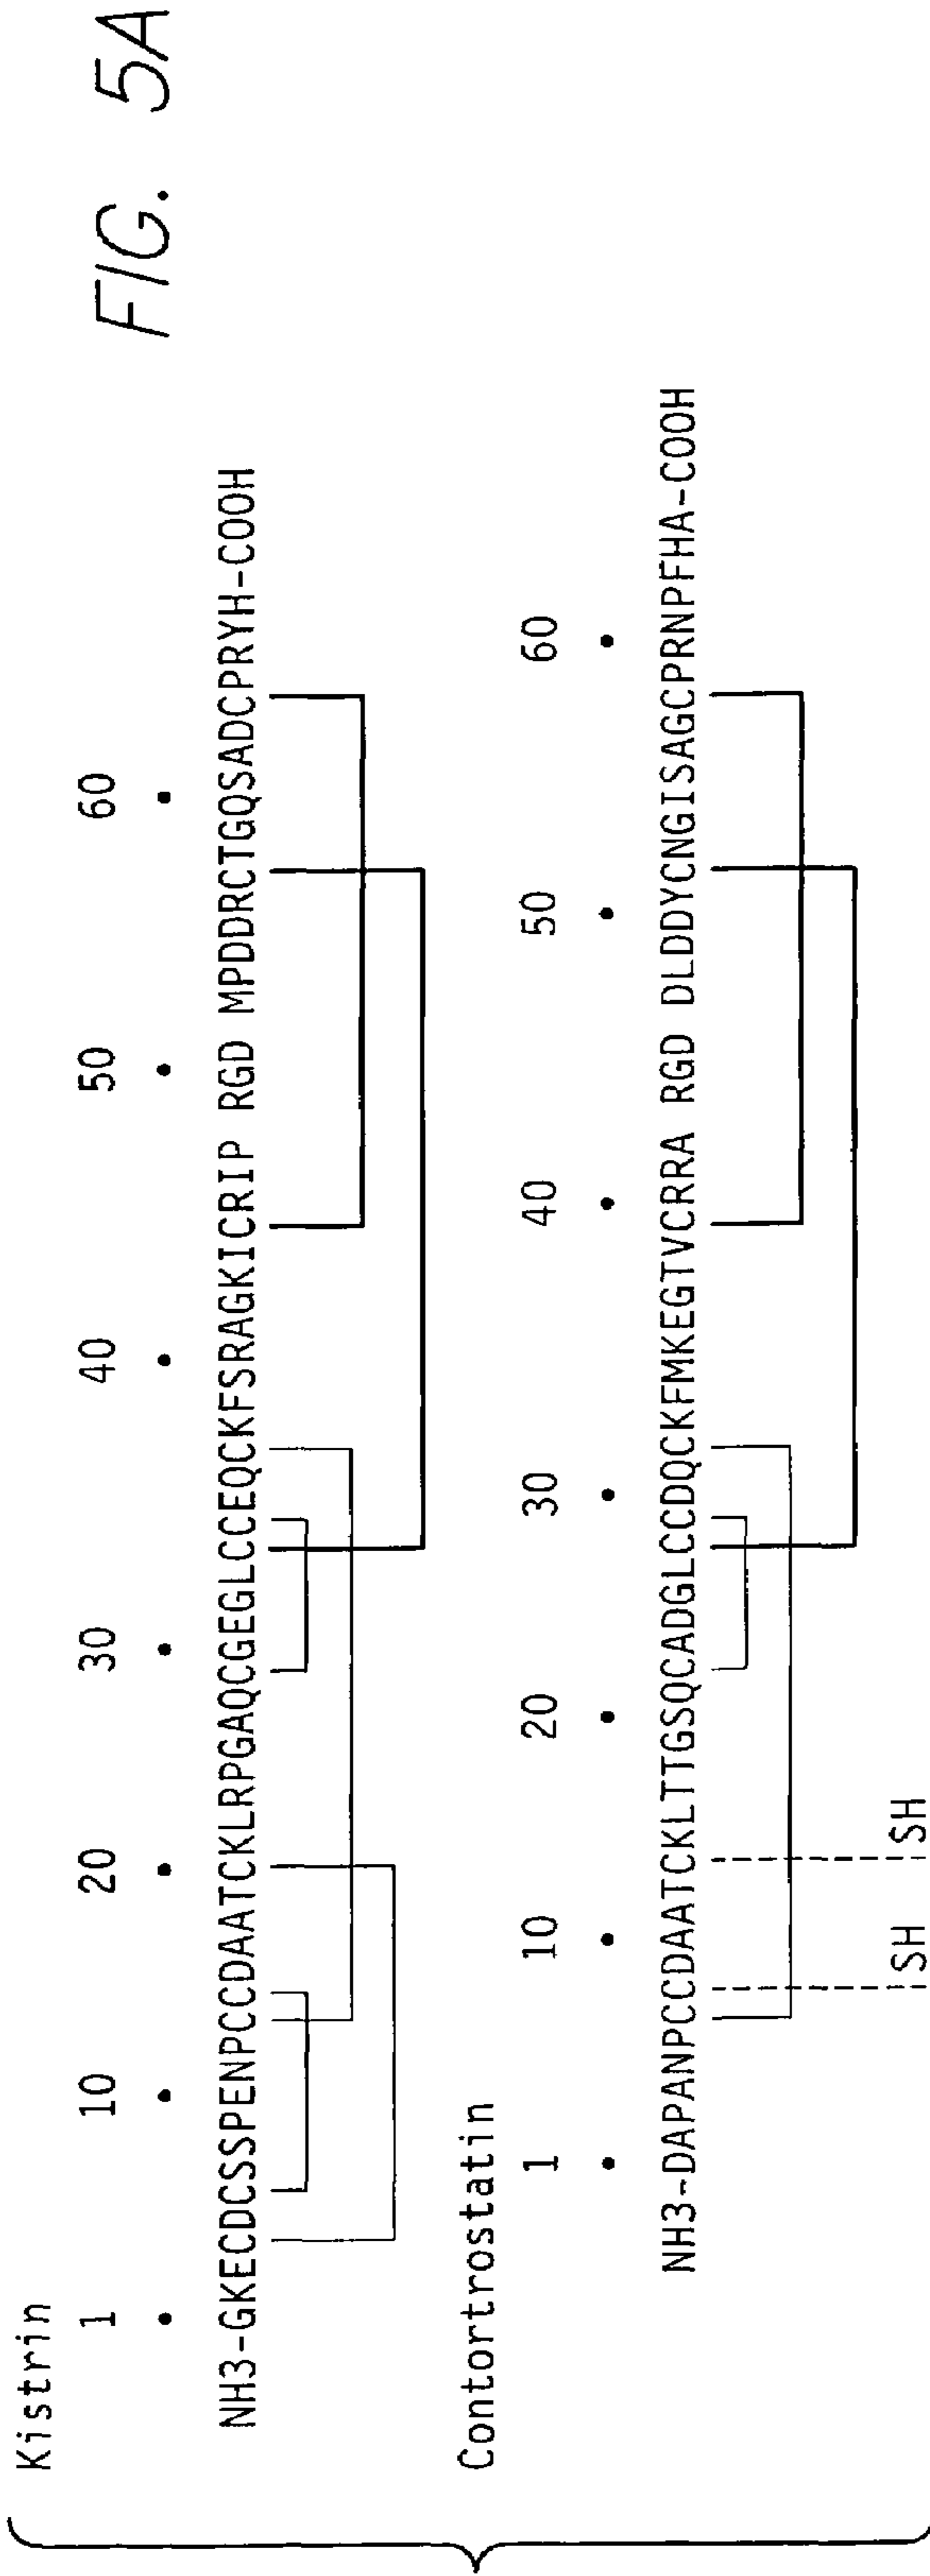 FIG. 5A
Kistrin
1 10 20 30 40 50 60
NH3-GKECDCSSPENPCCDAATCKLRPGAQCGEGLCCEQCKFSRAGKICRIP RGD MPDDRCTGQSADCPRYH-COOH
Contortrostatin
1 10 20 30 40 50 60
NH3-DAPANPCCDAATCKLTTGSQCADGLCCDQCKFMKEGTVCRRA RGD DLDDYCNGISAGCPRNPFHA-COOH
SH SH